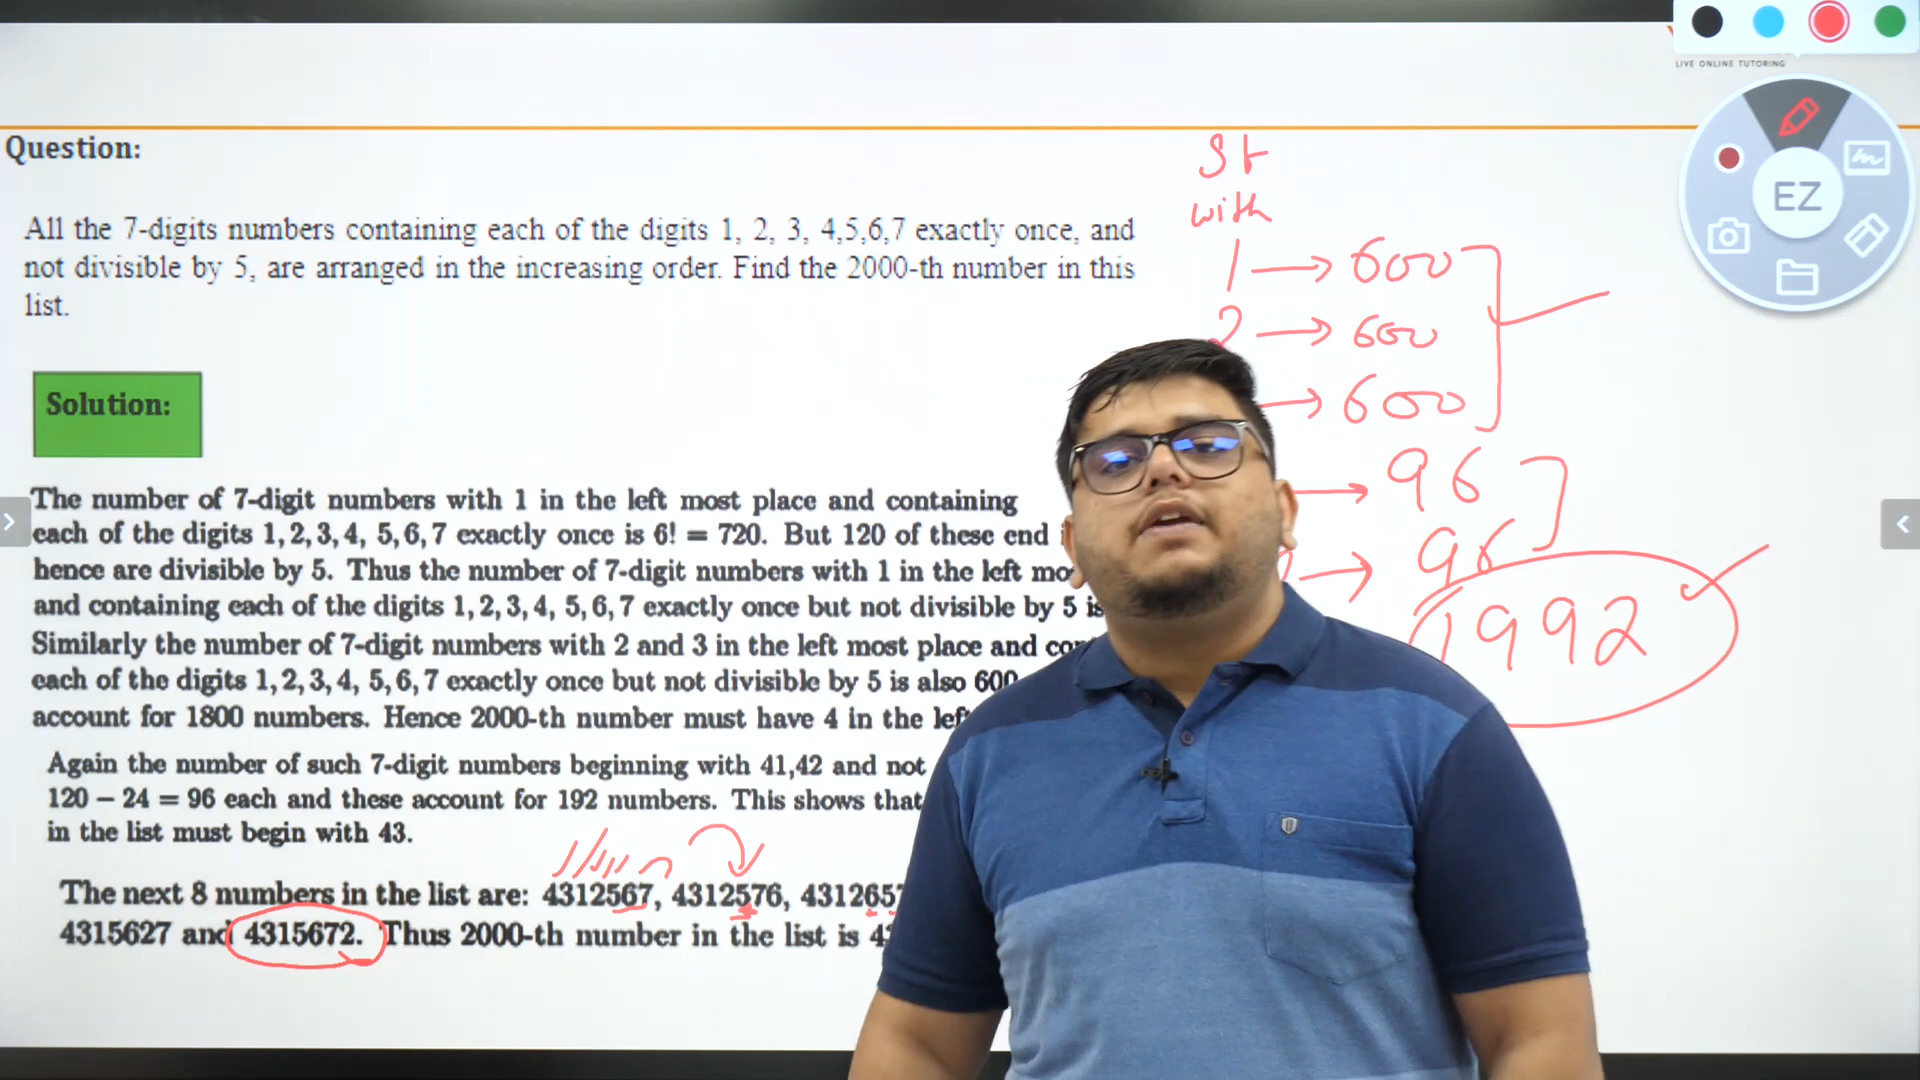 LIVE ONLINE TUTORING
EZ
Question:
All the 7-digits numbers containing each of the digits 1, 2, 3, 4,5,6,7 exactly once, and
not divisible by 5, are arranged in the increasing order. Find the 2000-th number in this
list.
St
with
1 → 600
2 → 600
→ 600
→ 96
→ 96
1992
Solution:
The number of 7-digit numbers with 1 in the left most place and containing
each of the digits 1, 2, 3, 4, 5, 6, 7 exactly once is 6! = 720. But 120 of these end
hence are divisible by 5. Thus the number of 7-digit numbers with 1 in the left
and containing each of the digits 1, 2, 3, 4, 5, 6, 7 exactly once but not divisible by 5
Similarly the number of 7-digit numbers with 2 and 3 in the left most place and
each of the digits 1, 2, 3, 4, 5, 6, 7 exactly once but not divisible by 5 is also 600
account for 1800 numbers. Hence 2000-th number must have 4 in the
Again the number of such 7-digit numbers beginning with 41,42 and not
120 − 24 = 96 each and these account for 192 numbers. This shows that
in the list must begin with 43.
The next 8 numbers in the list are: 4312567, 4312576,
4315627 and 4315672. Thus 2000-th number in the list is